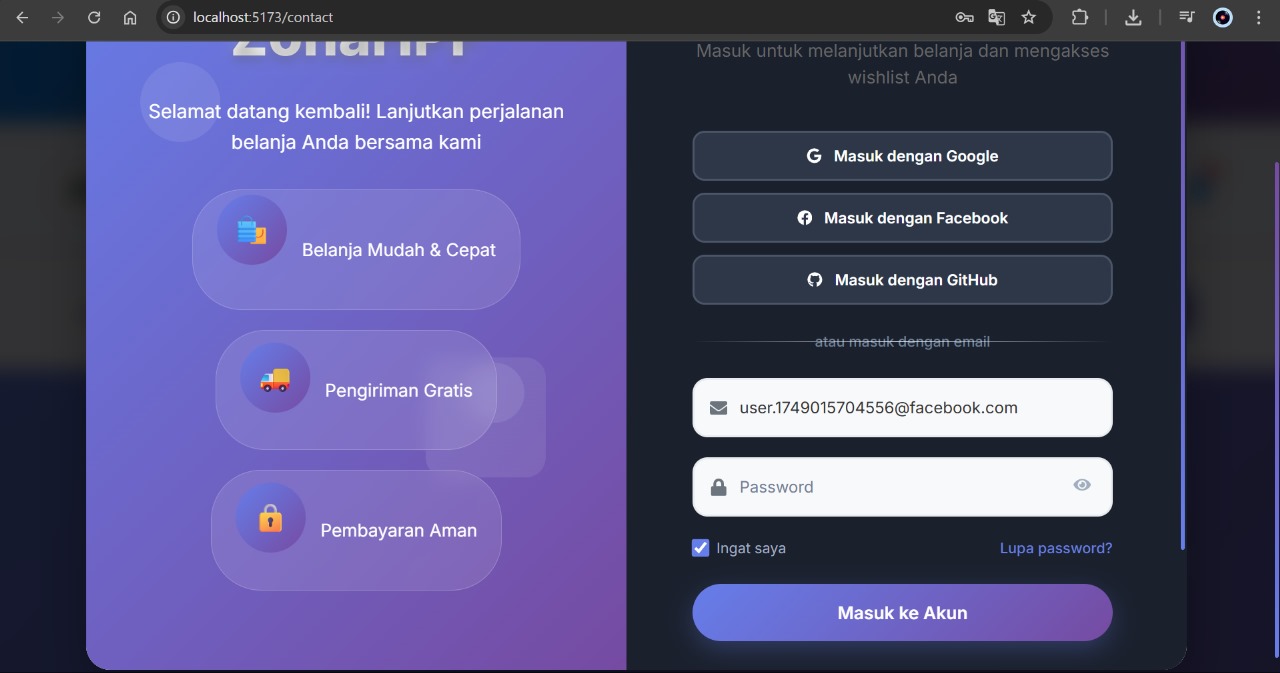 localhost:5173/contact
ZonaHP!
Selamat datang kembali! Lanjutkan perjalanan
belanja Anda bersama kami
Belanja Mudah & Cepat
Pengiriman Gratis
Pembayaran Aman
Masuk untuk melanjutkan belanja dan mengakses
wishlist Anda
Masuk dengan Google
Masuk dengan Facebook
Masuk dengan GitHub
atau masuk dengan email
user.1749015704556@facebook.com
Password
Ingat saya
Lupa password?
Masuk ke Akun